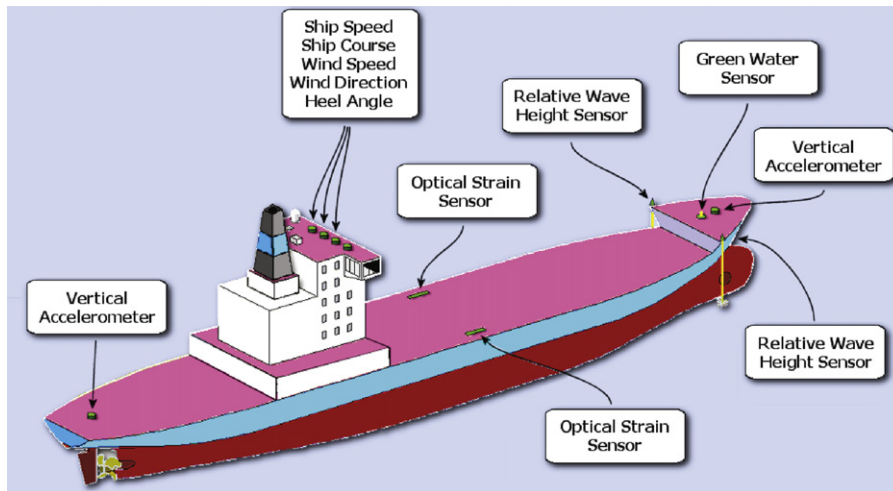 Ship Speed
Ship Course
Wind Speed
Wind Direction
Heel Angle
Green Water
Sensor
Relative Wave
Height Sensor
Vertical
Accelerometer
Optical Strain
Sensor
Vertical
Accelerometer
Relative Wave
Height Sensor
Optical Strain
Sensor